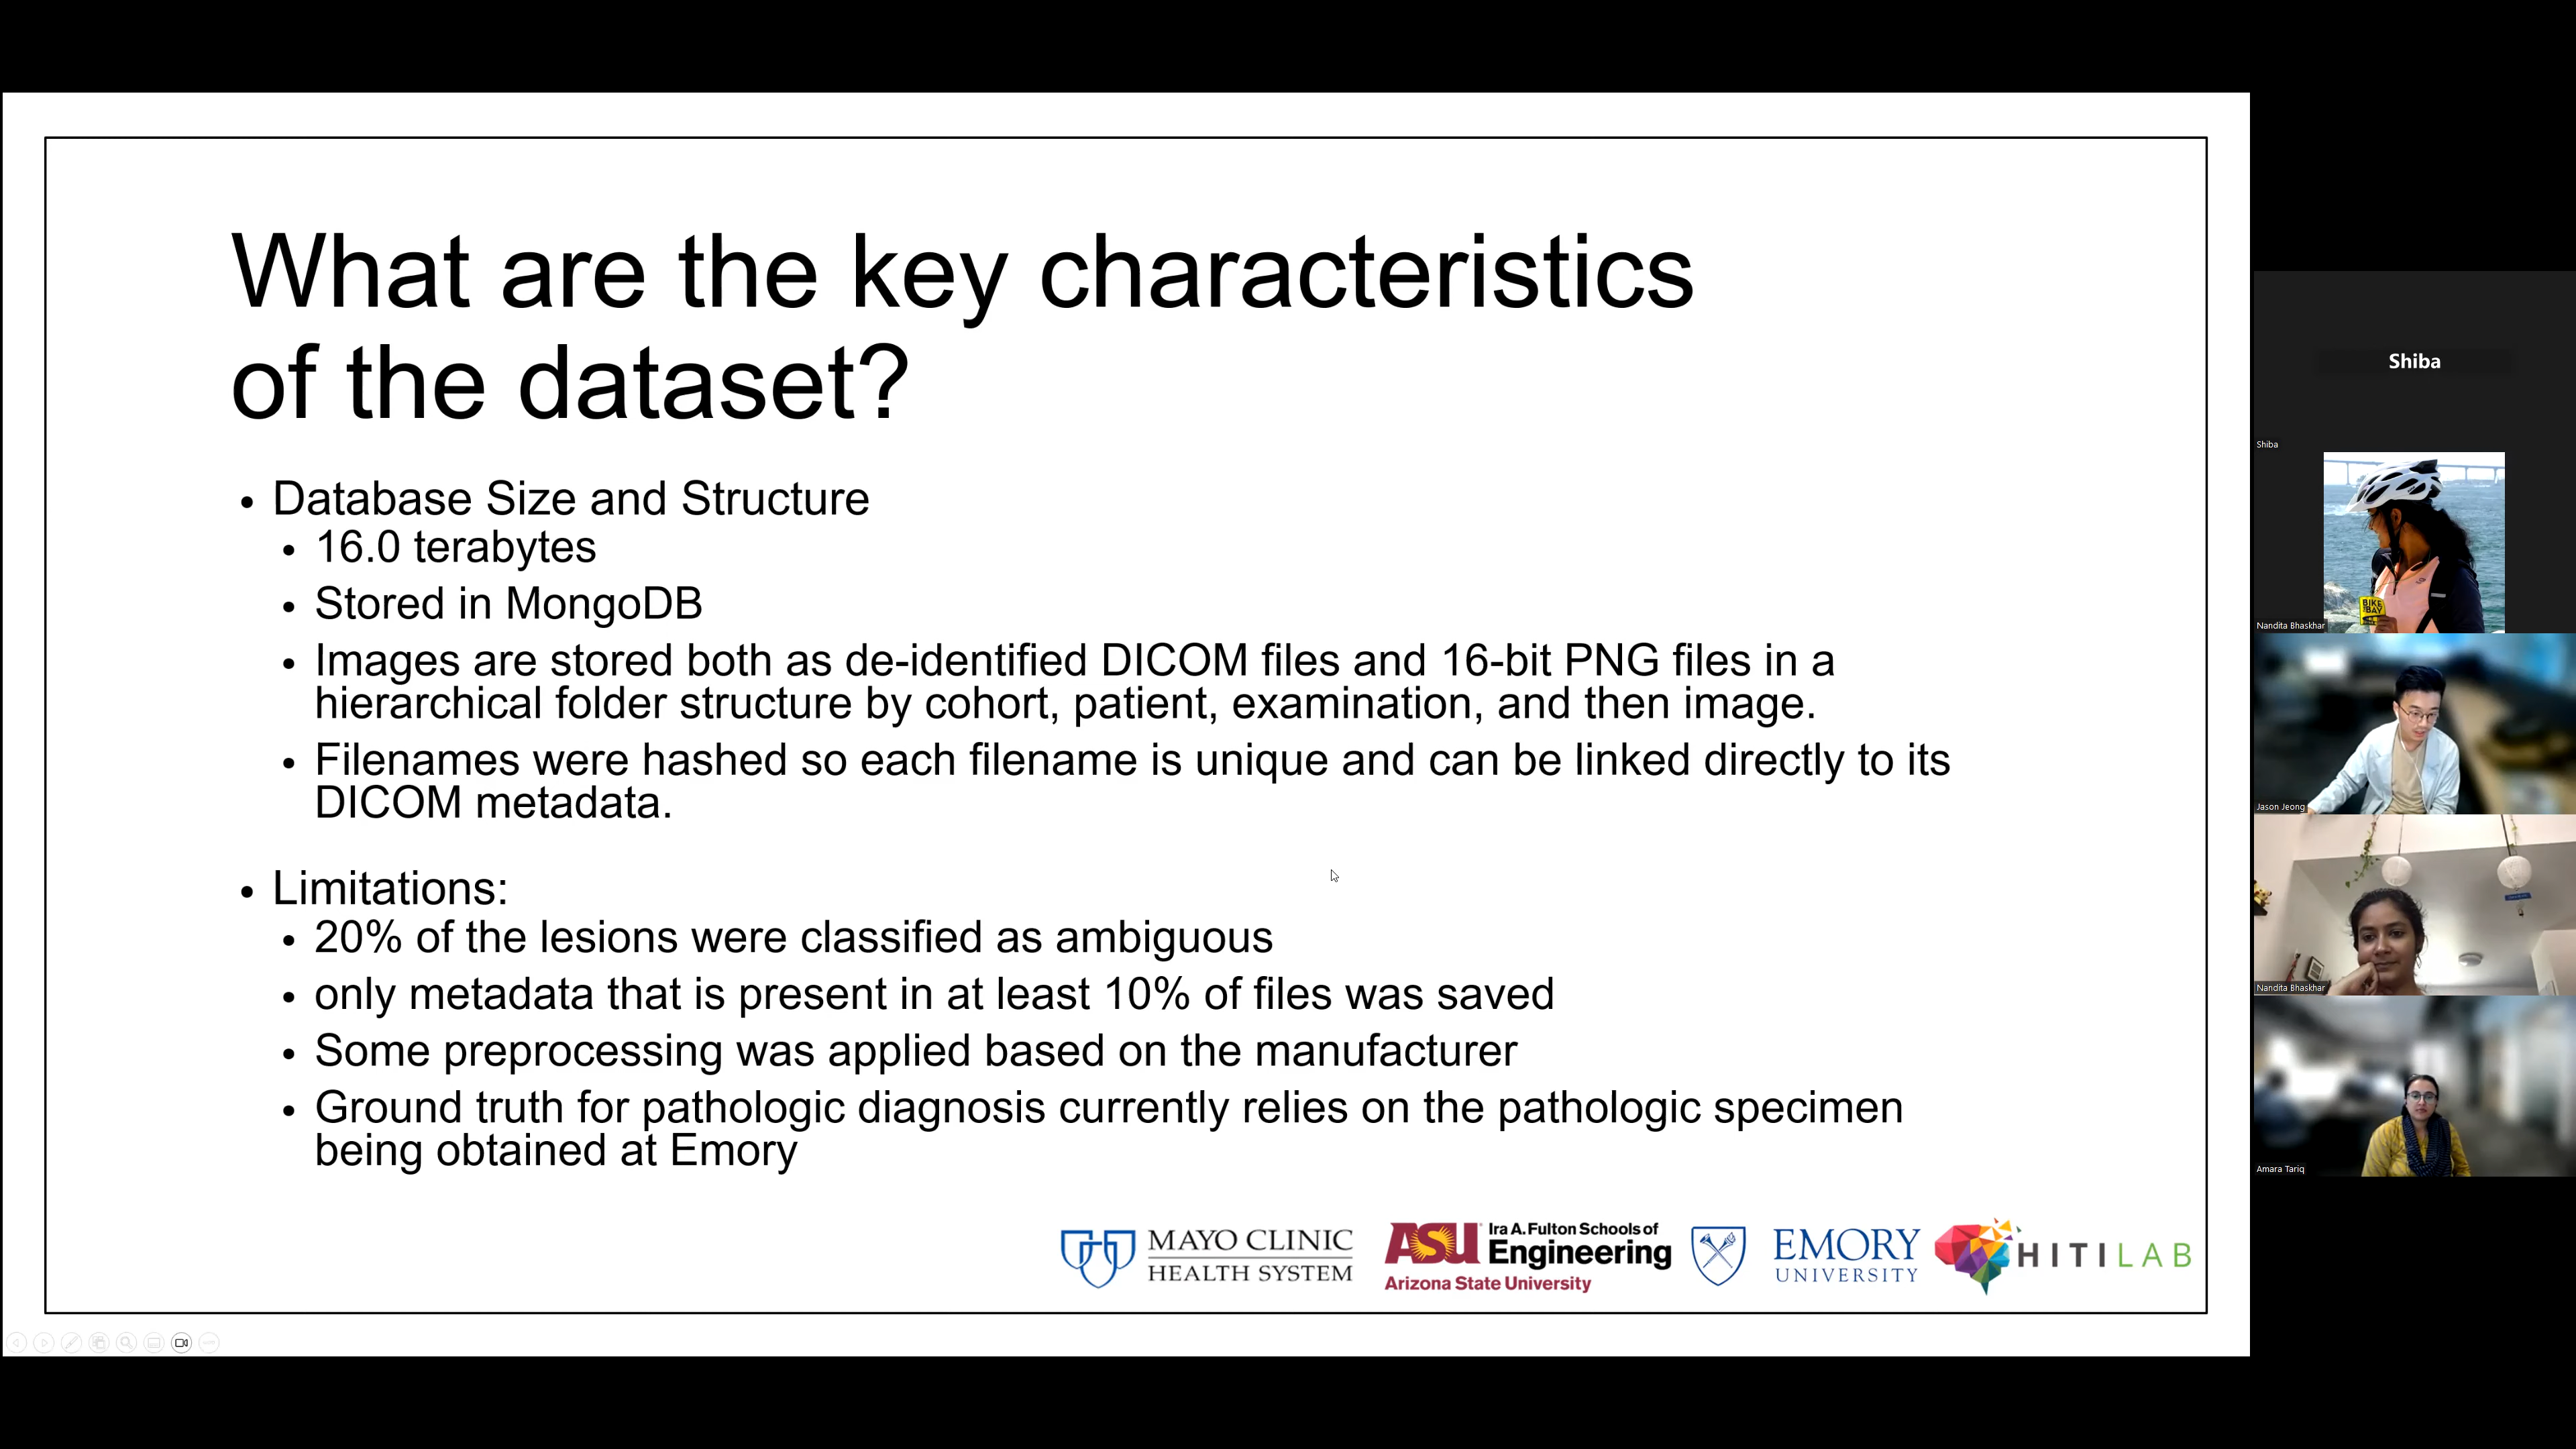 What are the key characteristics
of the dataset?
• Database Size and Structure
• 16.0 terabytes
• Stored in MongoDB
• Images are stored both as de-identified DICOM files and 16-bit PNG files in a
hierarchical folder structure by cohort, patient, examination, and then image.
• Filenames were hashed so each filename is unique and can be linked directly to its
DICOM metadata.
• Limitations:
• 20% of the lesions were classified as ambiguous
• only metadata that is present in at least 10% of files was saved
• Some preprocessing was applied based on the manufacturer
• Ground truth for pathologic diagnosis currently relies on the pathologic specimen
being obtained at Emory
MAYO CLINIC
HEALTH SYSTEM
ASU Ira A. Fulton Schools of
Engineering
Arizona State University
EMORY
UNIVERSITY
HITILAB
Shiba
Shiba
BIKE
BAY
Nandita Bhaskhar
Jason Jeong
Nandita Bhaskhar
Amara Tariq